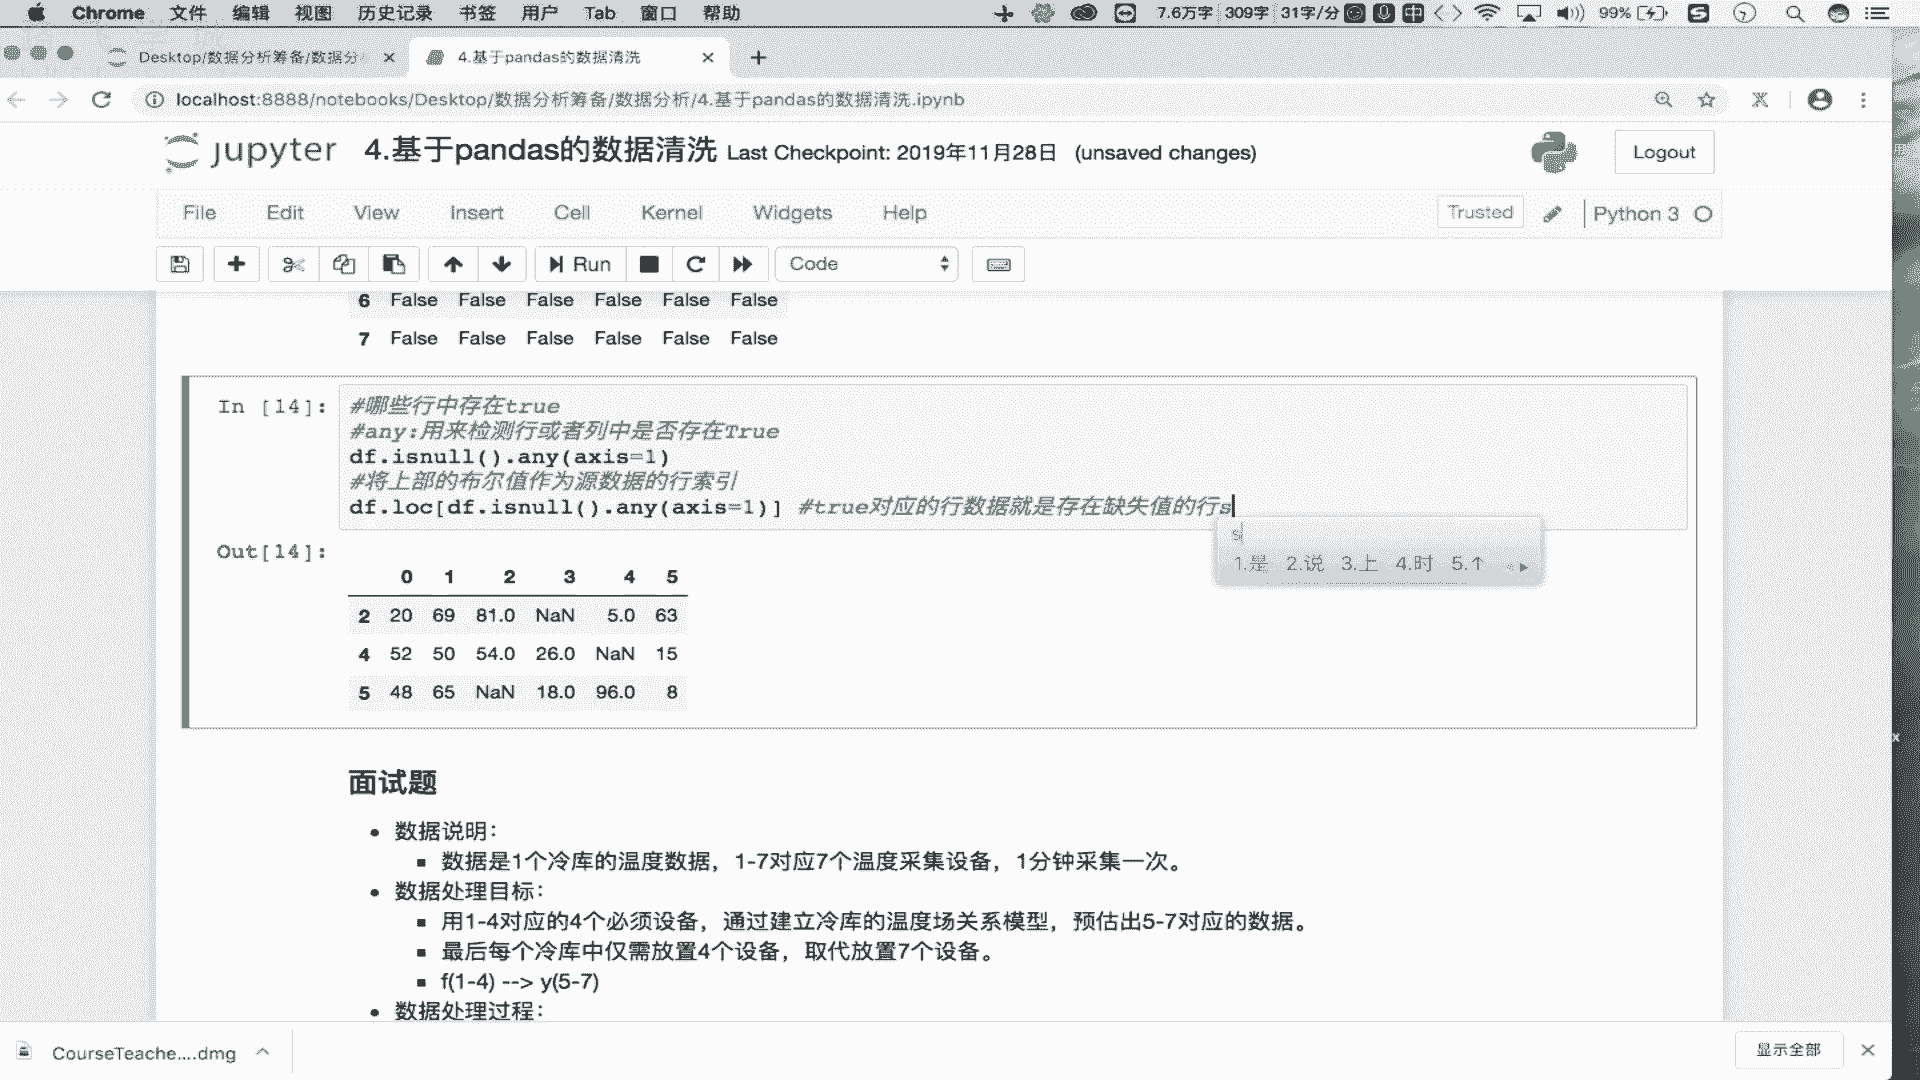 Chrome 文件 编辑 视图 历史记录 书签 用户 Tab 窗口 帮助 7.6万字 309字 31字/分 中 99%
Desktop/数据分析筹备/数据分 4.基于pandas的数据清洗
localhost:8888/notebooks/Desktop/数据分析筹备/数据分析/4.基于pandas的数据清洗.ipynb
jupyter 4.基于pandas的数据清洗 Last Checkpoint: 2019年11月28日 (unsaved changes) Logout
File Edit View Insert Cell Kernel Widgets Help Trusted Python 3
Run Code
6 False False False False False False
7 False False False False False False
In [14]: #哪些行中存在true
#any:用来检测行或者列中是否存在True
df.isnull().any(axis=1)
#将上部的布尔值作为源数据的行索引
df.loc[df.isnull().any(axis=1)] #true对应的行数据就是存在缺失值的行s
s
1.是 2.说 3.上 4.时 5.↑
Out[14]:
0 1 2 3 4 5
2 20 69 81.0 NaN 5.0 63
4 52 50 54.0 26.0 NaN 15
5 48 65 NaN 18.0 96.0 8
面试题
数据说明：
数据是1个冷库的温度数据，1-7对应7个温度采集设备，1分钟采集一次。
数据处理目标：
用1-4对应的4个必须设备，通过建立冷库的温度场关系模型，预估出5-7对应的数据。
最后每个冷库中仅需放置4个设备，取代放置7个设备。
f(1-4) --> y(5-7)
数据处理过程：
CourseTeache....dmg 显示全部